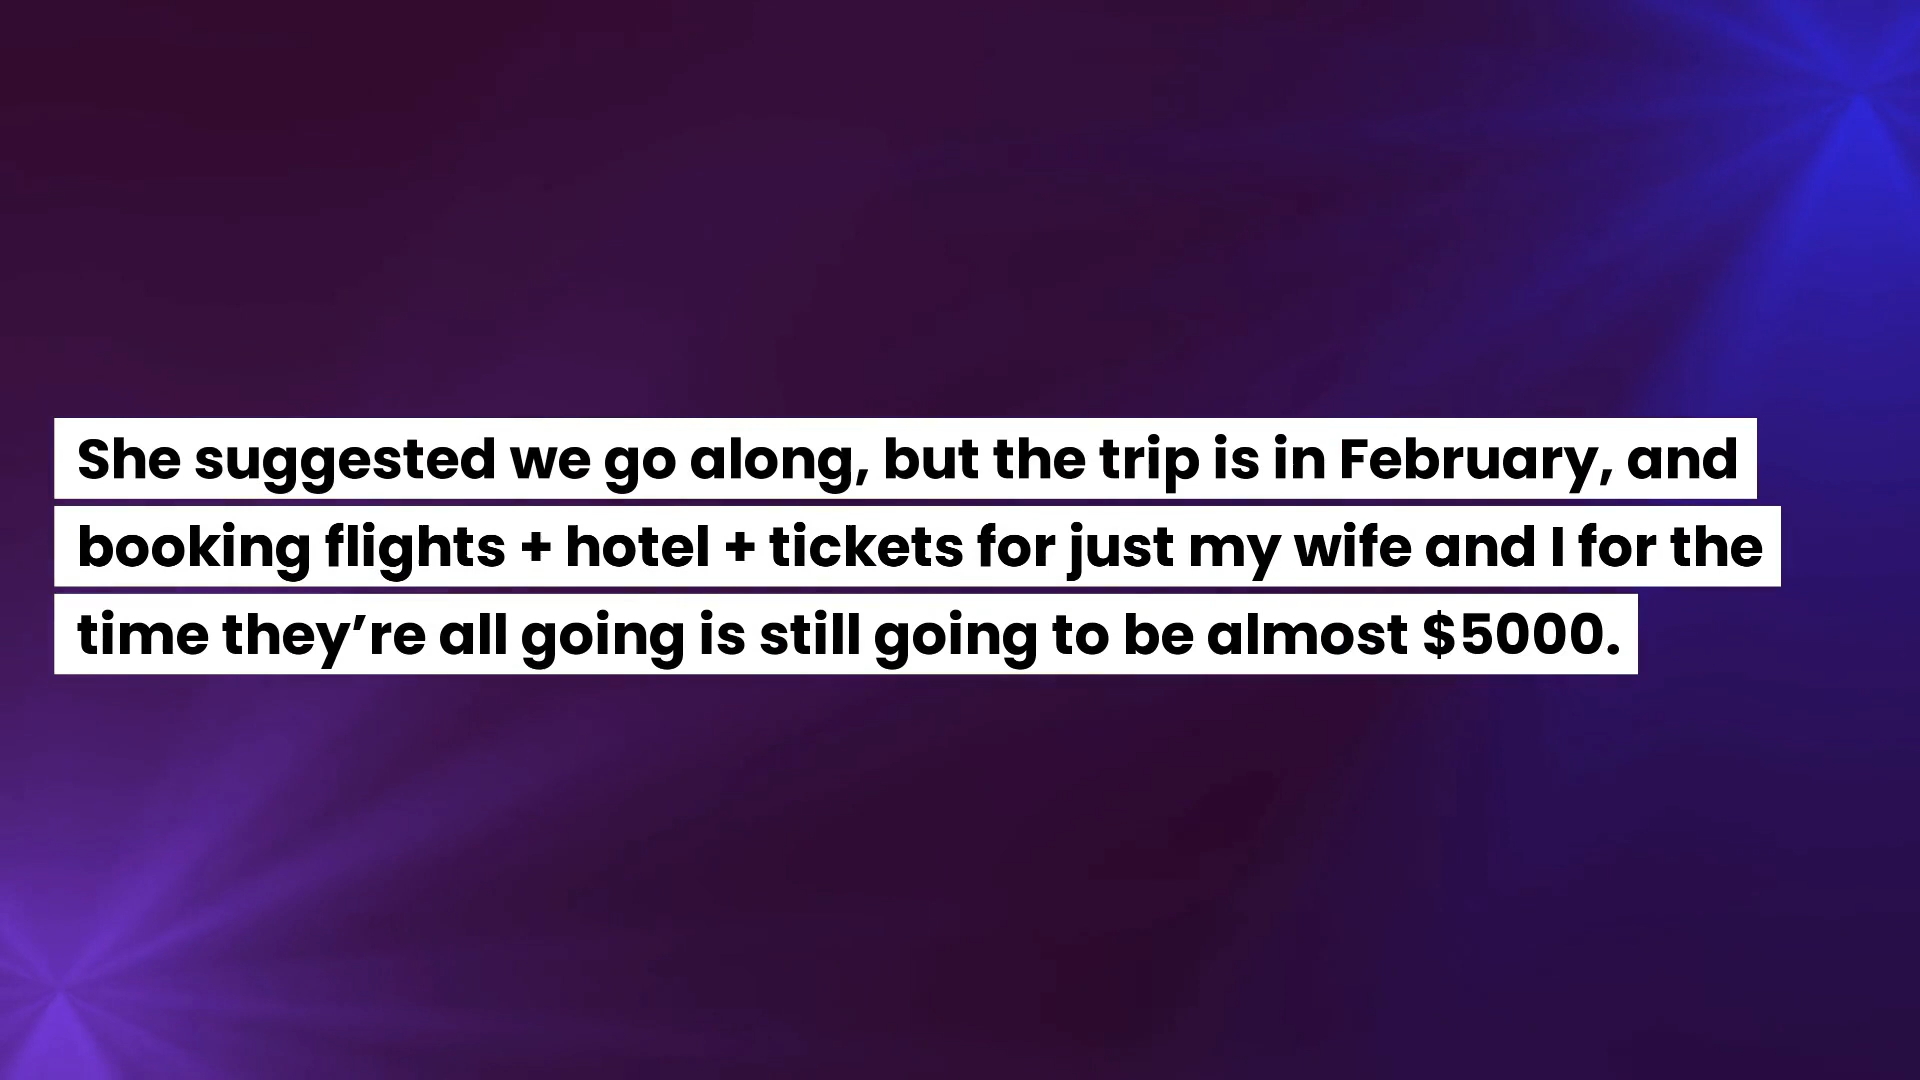 She suggested we go along, but the trip is in February, and
booking flights + hotel + tickets for just my wife and I for the
time they’re all going is still going to be almost $5000.